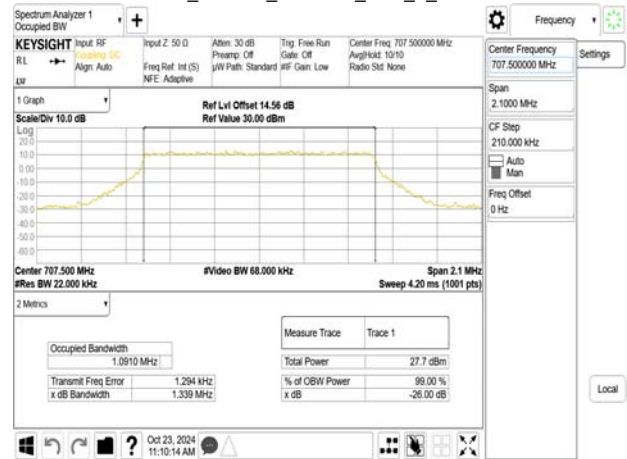 Spectrum Analyzer 1
Occupied BW
Frequency
KEYSIGHT
Input: RF
Coupling: DC
Align: Auto
Input Z: 50 Ω
Freq Ref: Int (S)
NFE: Adaptive
Atten: 30 dB
Preamp: Off
µW Path: Standard
Trig: Free Run
Gate: Off
#IF Gain: Low
Center Freq: 707.500000 MHz
Avg|Hold: 10/10
Radio Std: None
RL
Center Frequency
707.500000 MHz
Settings
Span
2.1000 MHz
CF Step
210.000 kHz
Auto
Man
Freq Offset
0 Hz
Local
1 Graph
Scale/Div 10.0 dB
Ref Lvl Offset 14.56 dB
Ref Value 30.00 dBm
Log
20.0
10.0
0.00
-10.0
-20.0
-30.0
-40.0
-50.0
-60.0
Center 707.500 MHz
#Video BW 68.000 kHz
Span 2.1 MHz
#Res BW 22.000 kHz
Sweep 4.20 ms (1001 pts)
2 Metrics
Measure Trace Trace 1
Occupied Bandwidth
1.0910 MHz
Total Power 27.7 dBm
Transmit Freq Error 1.294 kHz
% of OBW Power 99.00 %
x dB Bandwidth 1.339 MHz
x dB -26.00 dB
Oct 23, 2024
11:10:14 AM